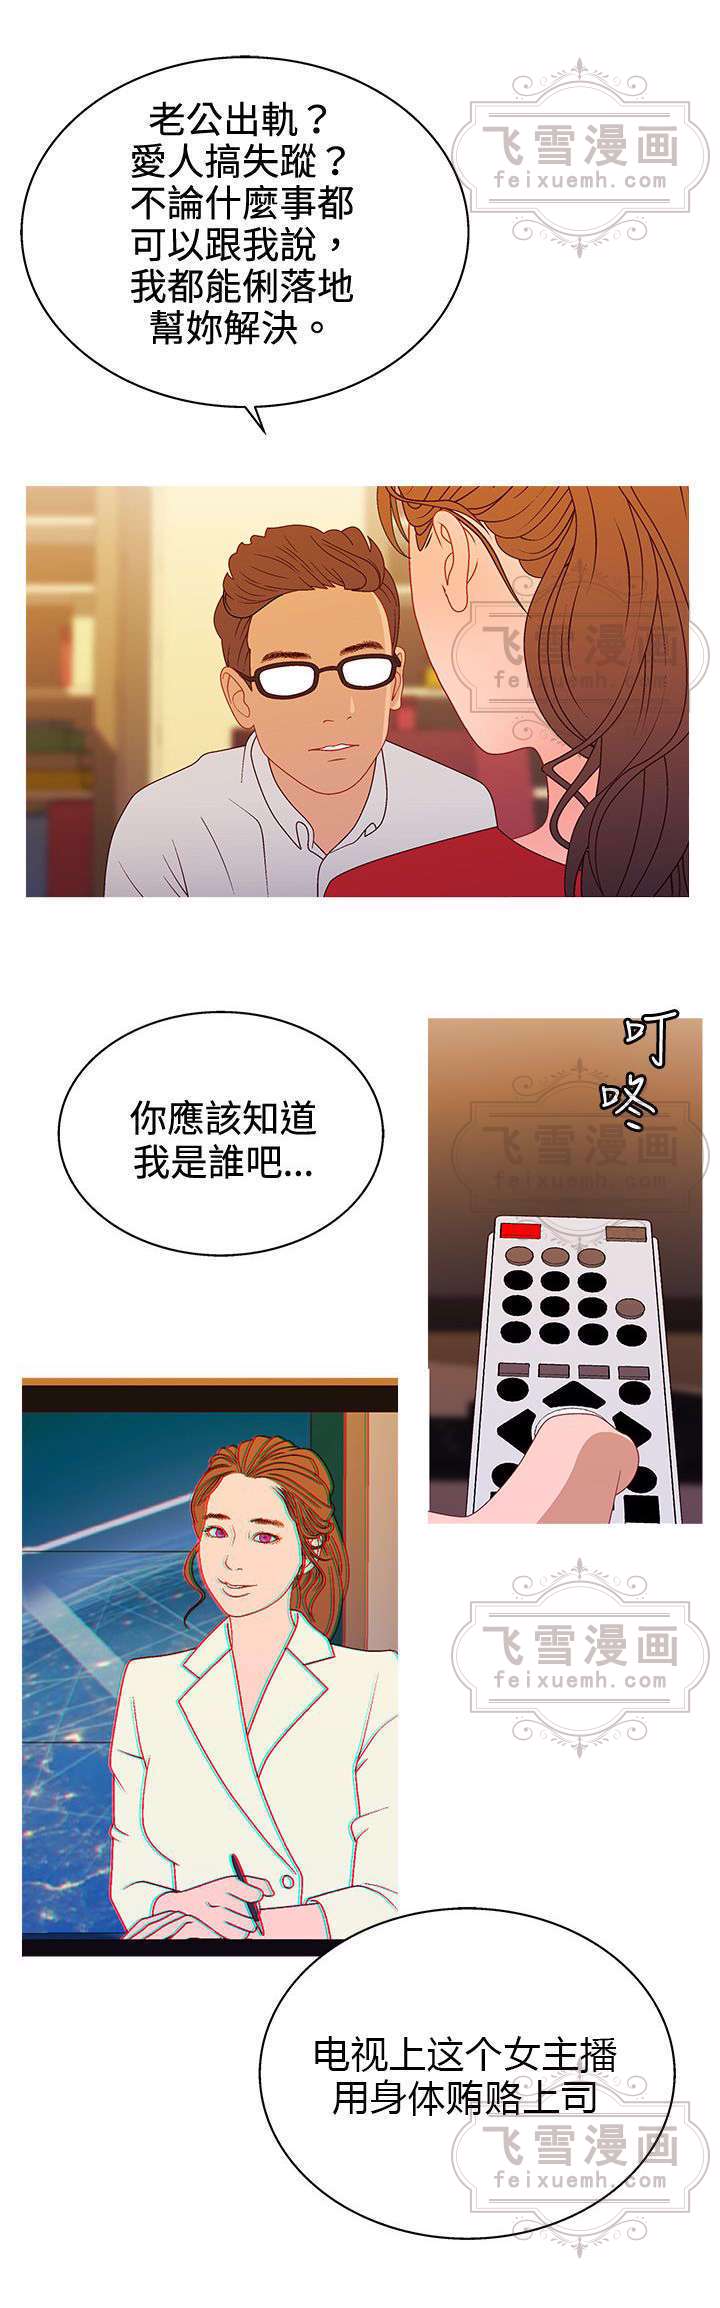 老公出軌？
愛人搞失蹤？
不論什麼事都
可以跟我說，
我都能俐落地
幫妳解決。
飞雪漫画
feixuemh.com
飞雪漫画
feixuemh.com
你應該知道
我是誰吧...
叮
咚
飞雪漫画
feixuemh.com
飞雪漫画
feixuemh.com
电视上这个女主播
用身体贿赂上司
飞雪漫画
feixuemh.com